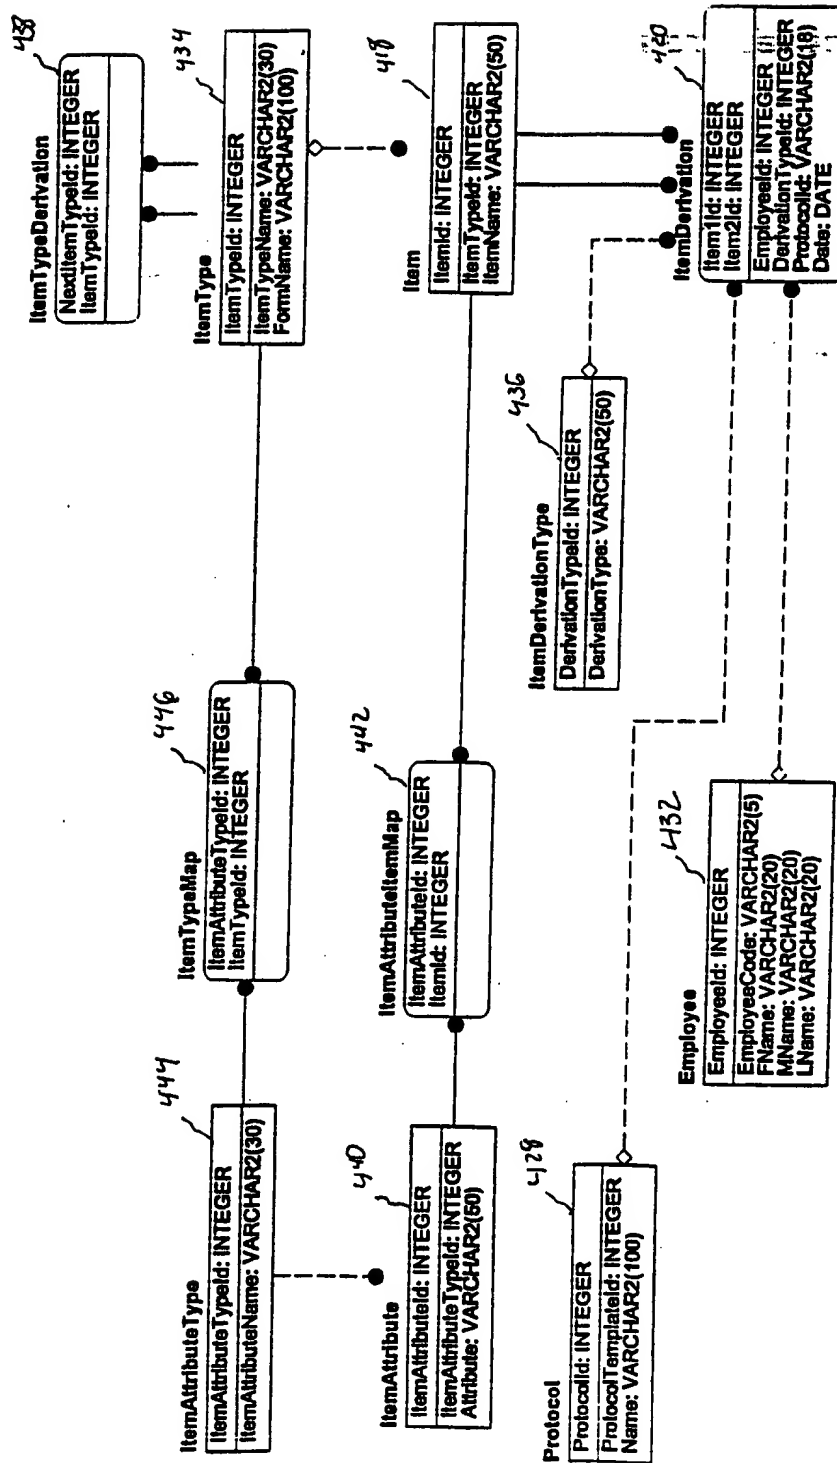 ItemAttributeType
444
ItemAttributeTypeId: INTEGER
ItemAttributeName: VARCHAR2(30)
ItemTypeMap
446
ItemAttributeTypeId: INTEGER
ItemTypeId: INTEGER
ItemTypeDerivation
438
NextItemTypeId: INTEGER
ItemTypeId: INTEGER
ItemType
434
ItemTypeId: INTEGER
ItemTypeName: VARCHAR2(30)
FormName: VARCHAR2(100)
ItemAttribute
440
ItemAttributeId: INTEGER
ItemAttributeTypeId: INTEGER
Attribute: VARCHAR2(50)
ItemAttributeItemMap
442
ItemAttributeId: INTEGER
ItemId: INTEGER
Item
418
ItemId: INTEGER
ItemTypeId: INTEGER
ItemName: VARCHAR2(50)
ItemDerivationType
436
DerivationTypeId: INTEGER
DerivationType: VARCHAR2(50)
Protocol
428
ProtocolId: INTEGER
ProtocolTemplateId: INTEGER
Name: VARCHAR2(100)
Employee
432
EmployeeId: INTEGER
EmployeeCode: VARCHAR2(5)
FName: VARCHAR2(20)
MName: VARCHAR2(20)
LName: VARCHAR2(20)
ItemDerivation
420
Item1Id: INTEGER
Item2Id: INTEGER
EmployeeId: INTEGER
DerivationTypeId: INTEGER
ProtocolId: VARCHAR2(18)
Date: DATE